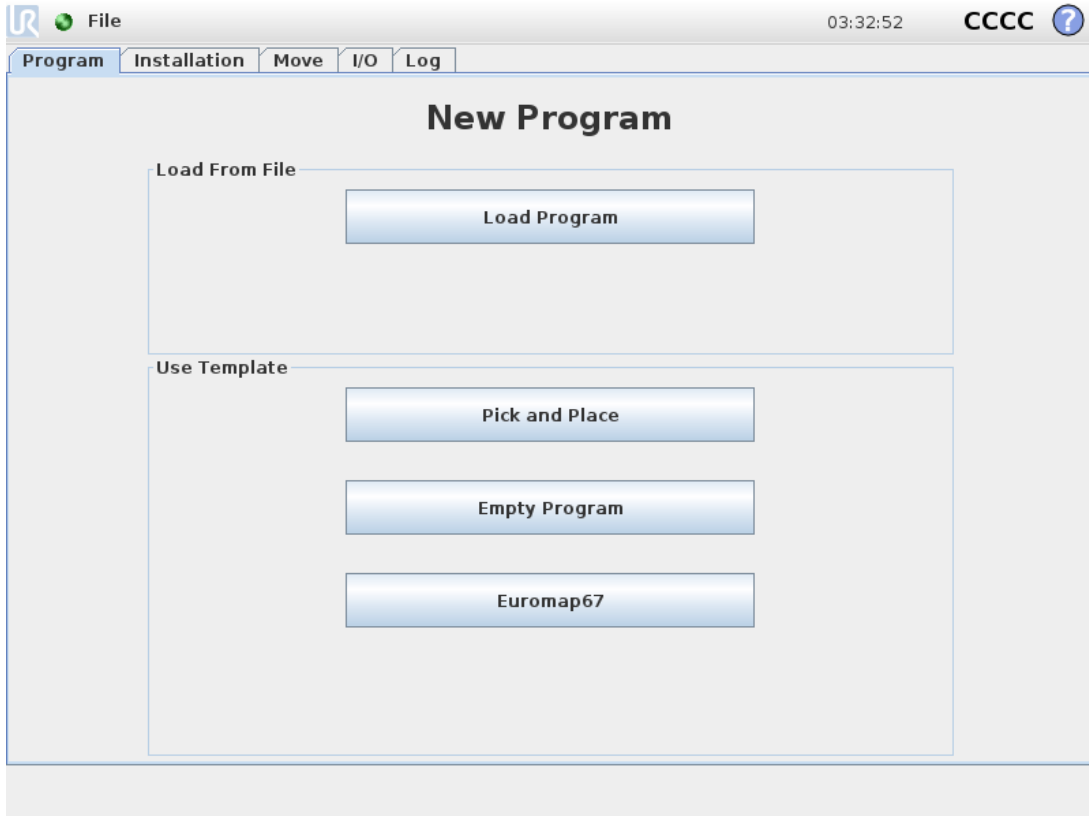 UR File 03:32:52 CCCC ?
Program Installation Move I/O Log
New Program
Load From File
Load Program
Use Template
Pick and Place
Empty Program
Euromap67